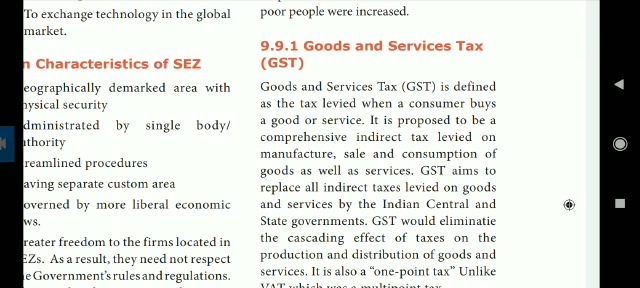 To exchange technology in the global
market.
n Characteristics of SEZ
eographically demarked area with
hysical security
dministrated by single body/
uthority
reamlined procedures
aving separate custom area
overned by more liberal economic
ws.
reater freedom to the firms located in
EZs. As a result, they need not respect
e Government's rules and regulations.
poor people were increased.
9.9.1 Goods and Services Tax
(GST)
Goods and Services Tax (GST) is defined
as the tax levied when a consumer buys
a good or service. It is proposed to be a
comprehensive indirect tax levied on
manufacture, sale and consumption of
goods as well as services. GST aims to
replace all indirect taxes levied on goods
and services by the Indian Central and
State governments. GST would eliminatie
the cascading effect of taxes on the
production and distribution of goods and
services. It is also a “one-point tax” Unlike
VAT which was a multipoint tax